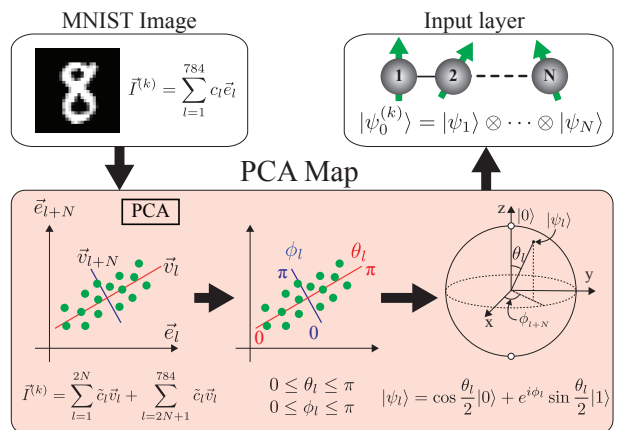 MNIST Image
$\vec{I}^{(k)} = \sum_{l=1}^{784} c_l \vec{e}_l$
Input layer
1 2 N
$|\psi_0^{(k)}\rangle = |\psi_1\rangle \otimes \cdots \otimes |\psi_N\rangle$
PCA Map
PCA
$\vec{e}_{l+N}$
$\vec{v}_{l+N}$
$\vec{v}_l$
$\vec{e}_l$
$\vec{I}^{(k)} = \sum_{l=1}^{2N} \tilde{c}_l \vec{v}_l + \sum_{l=2N+1}^{784} \tilde{c}_l \vec{v}_l$
$\phi_l$ $\theta_l$
π π
0 0
$0 \leq \theta_l \leq \pi$
$0 \leq \phi_l \leq \pi$
z $|0\rangle$
$|\psi_l\rangle$
$\theta_l$
y
x $\phi_{l+N}$
$|\psi_l\rangle = \cos\frac{\theta_l}{2}|0\rangle + e^{i\phi_l} \sin\frac{\theta_l}{2}|1\rangle$